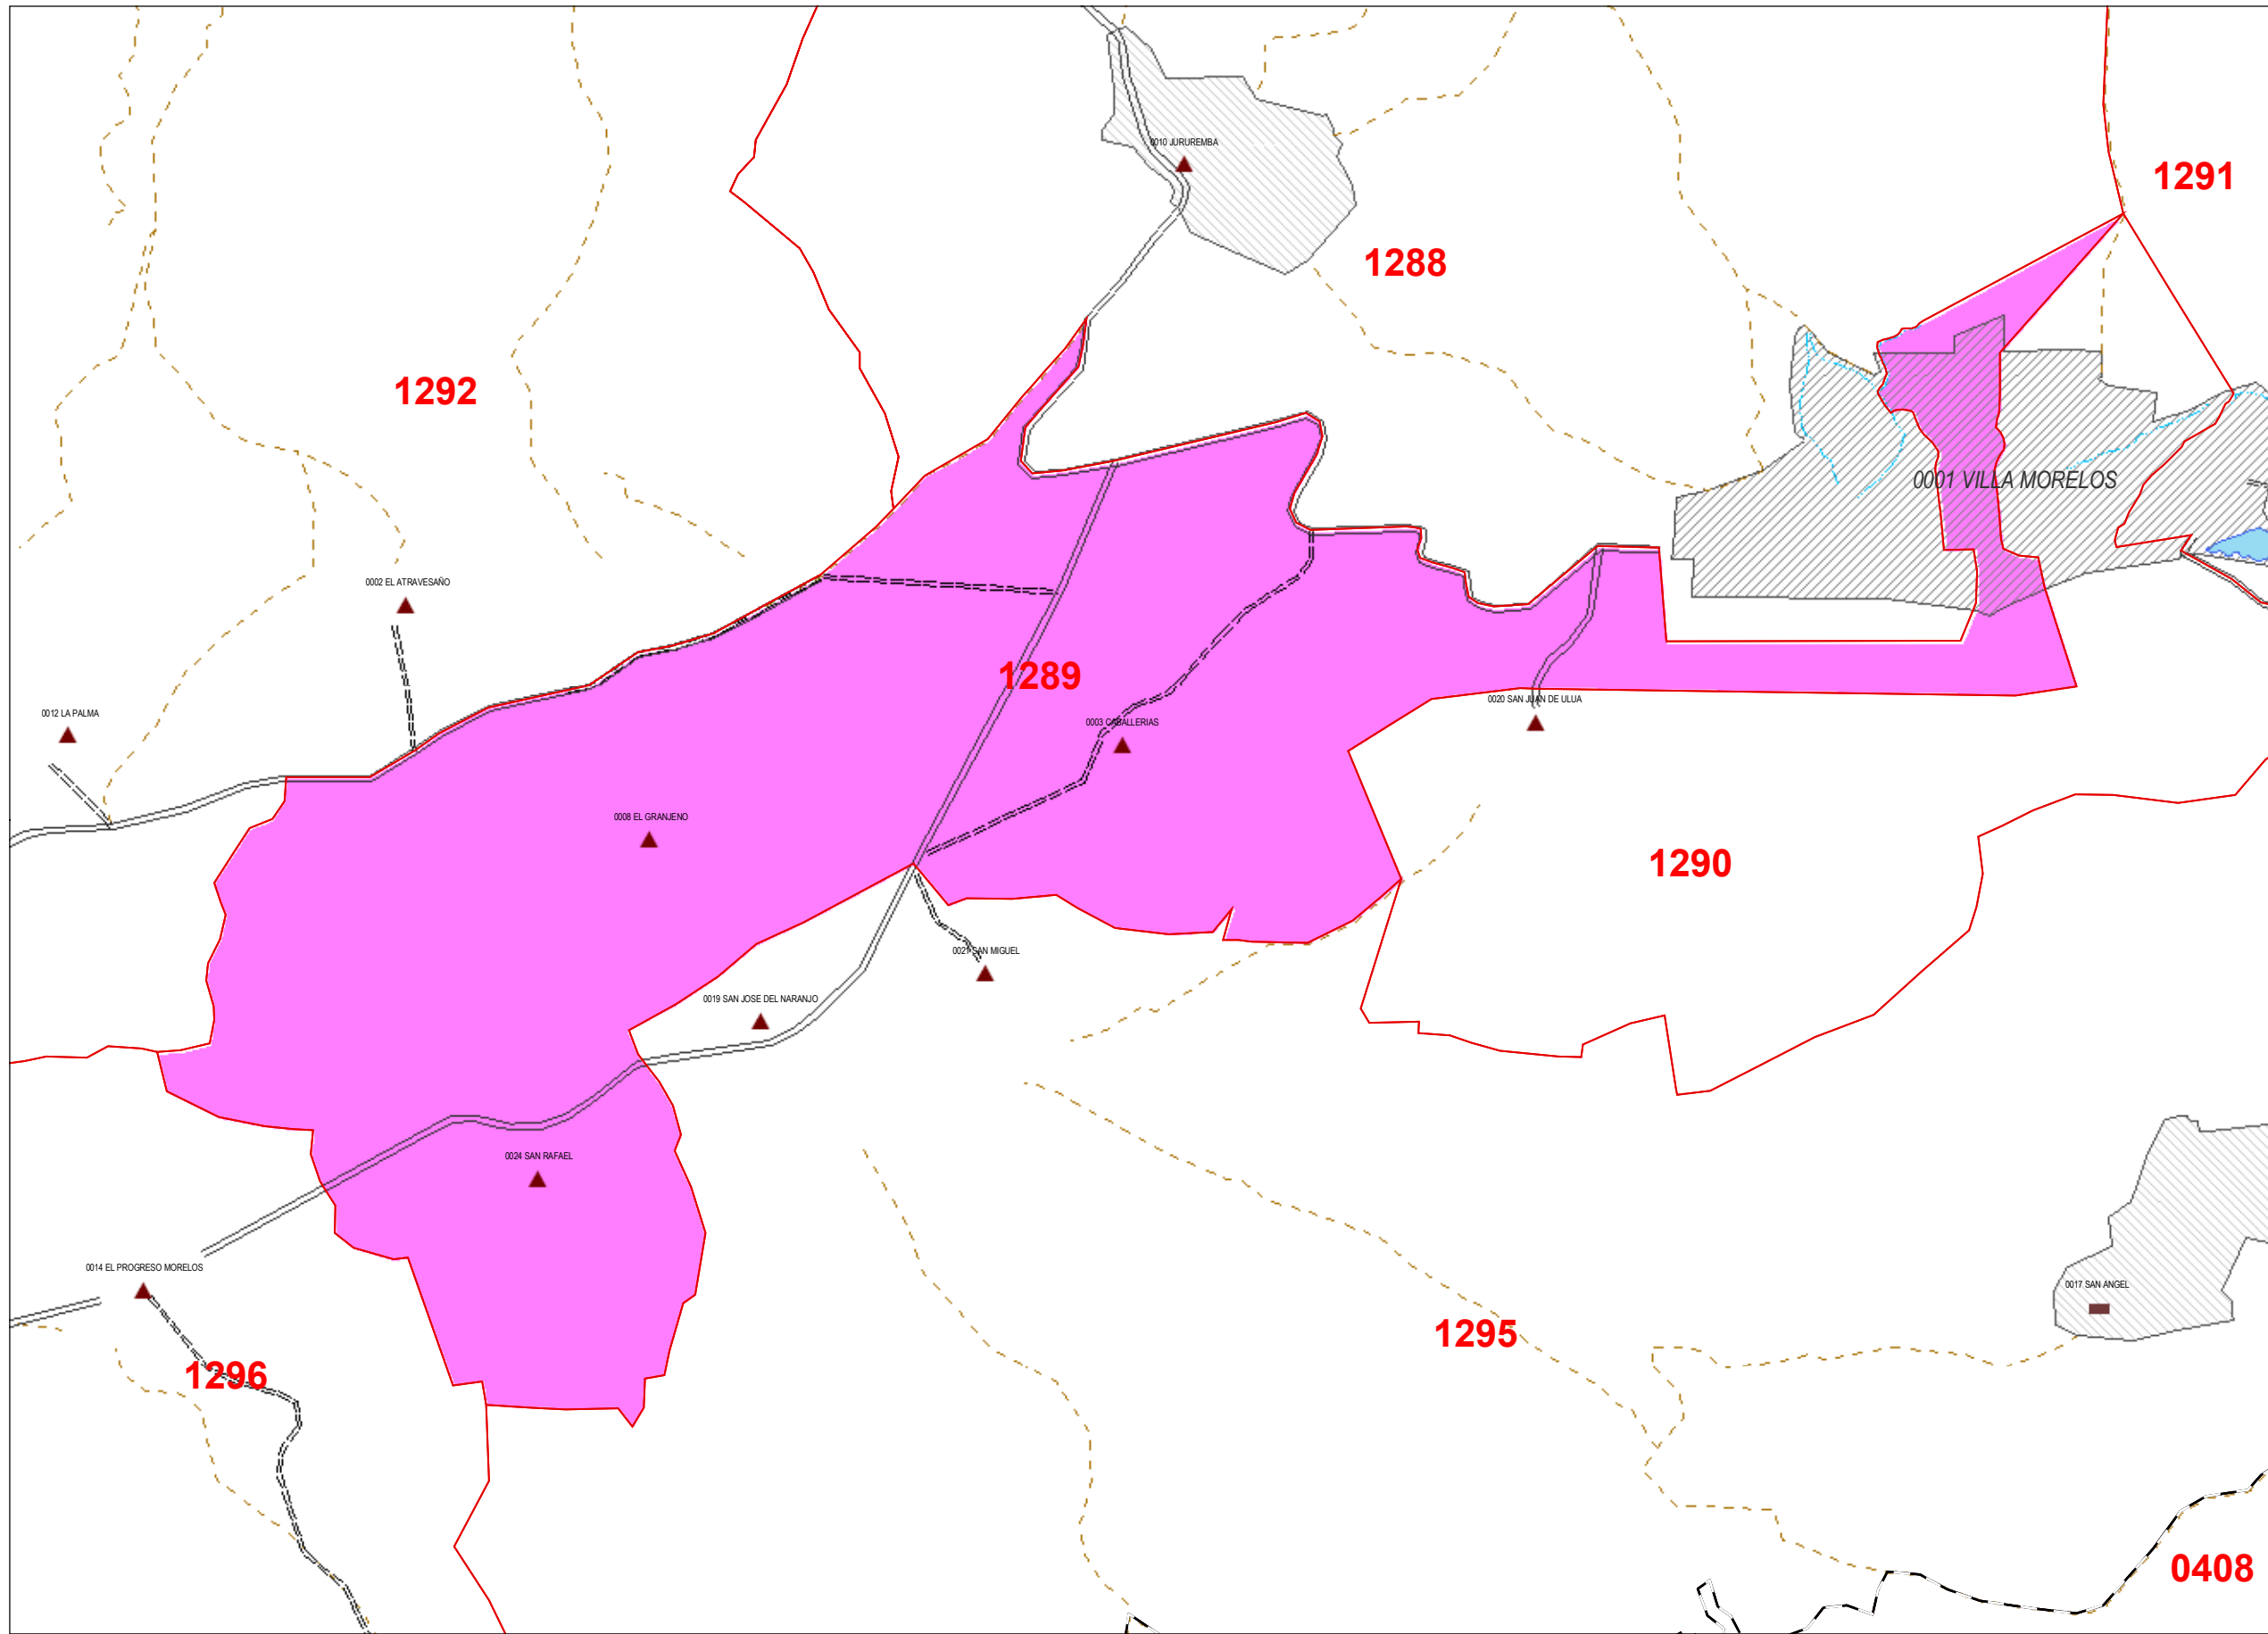 0010 JURUREMBA
1291
1288
1292
0001 VILLA MORELOS
0002 EL ATRAVESAÑO
1289
0020 SAN JUAN DE ULUA
0012 LA PALMA
0003 CABALLERIAS
0008 EL GRANJENO
1290
0021 SAN MIGUEL
0019 SAN JOSE DEL NARANJO
0024 SAN RAFAEL
0014 EL PROGRESO MORELOS
0017 SAN ANGEL
1295
1296
0408